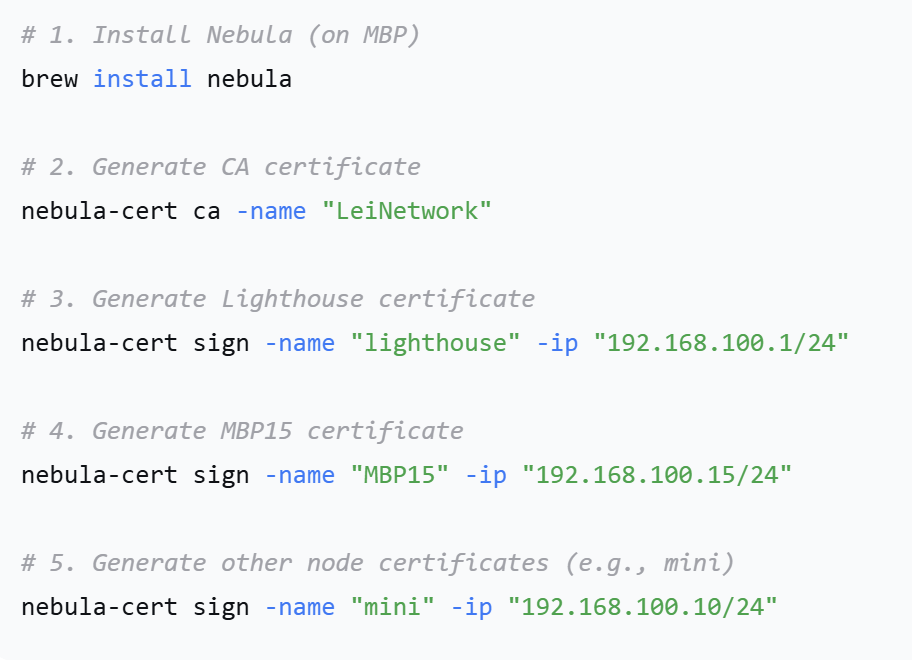 # 1. Install Nebula (on MBP)
brew install nebula
# 2. Generate CA certificate
nebula-cert ca -name "LeiNetwork"
# 3. Generate Lighthouse certificate
nebula-cert sign -name "lighthouse" -ip "192.168.100.1/24"
# 4. Generate MBP15 certificate
nebula-cert sign -name "MBP15" -ip "192.168.100.15/24"
# 5. Generate other node certificates (e.g., mini)
nebula-cert sign -name "mini" -ip "192.168.100.10/24"